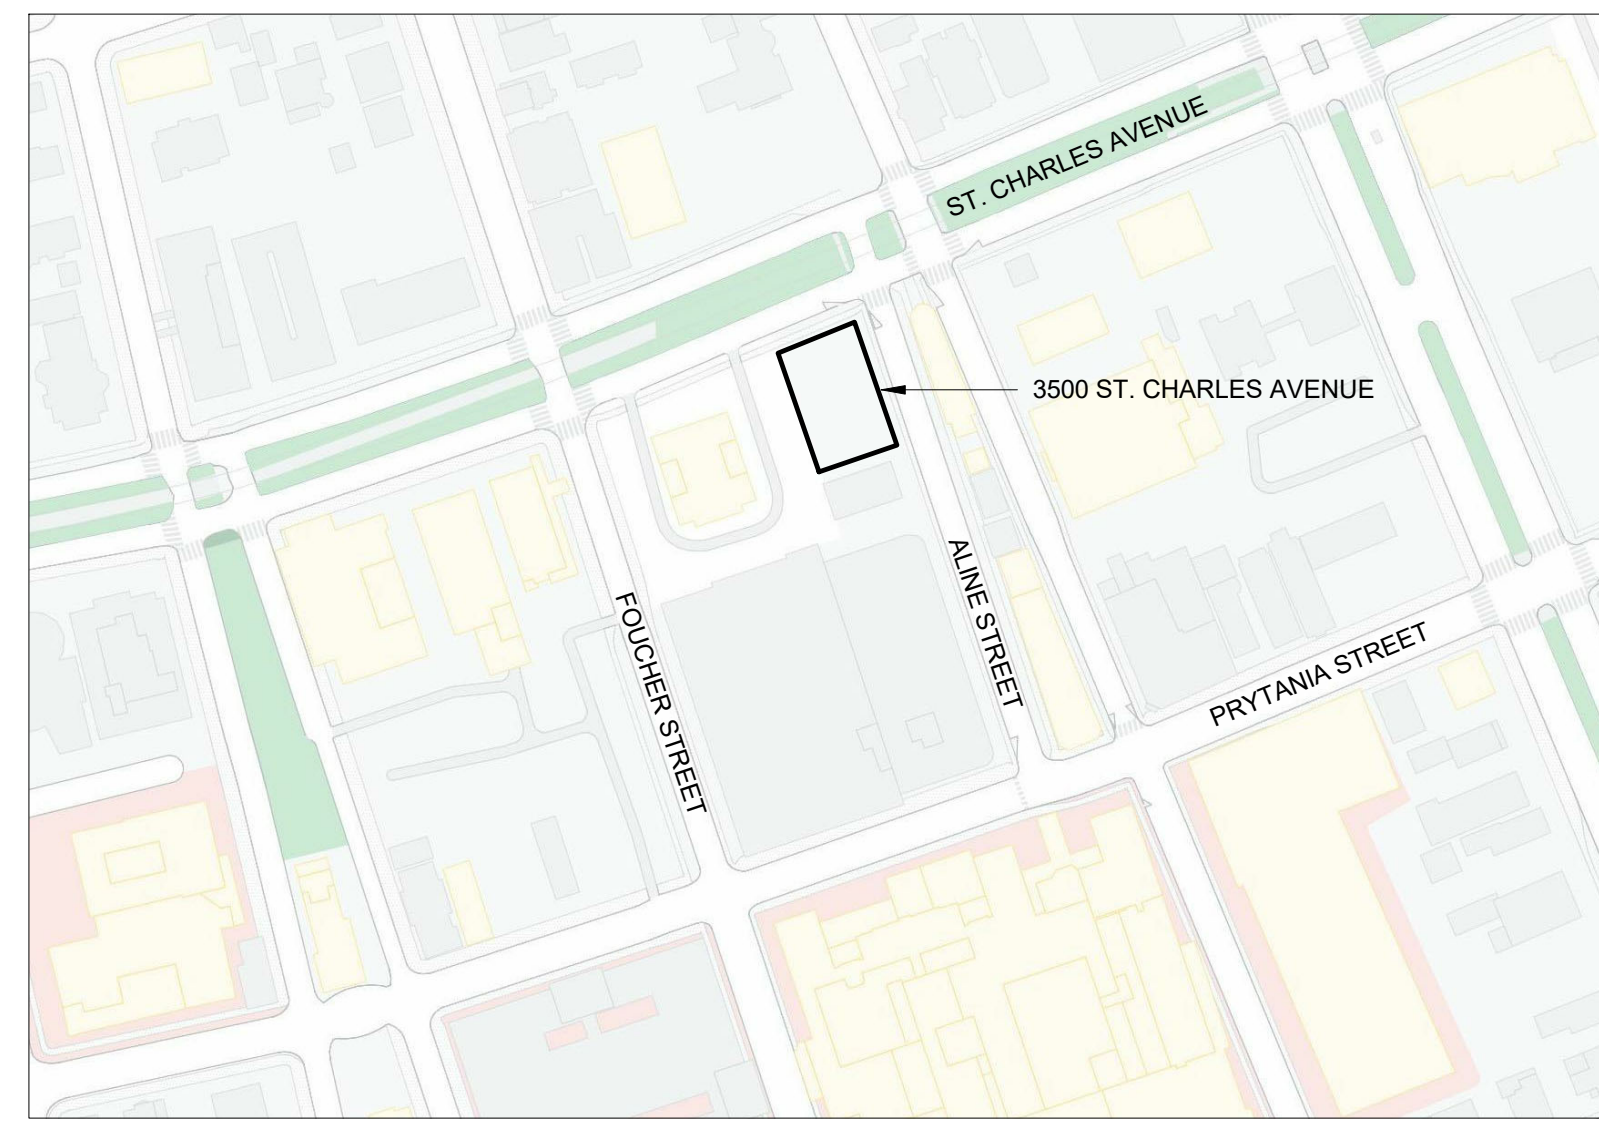 ST. CHARLES AVENUE
3500 ST. CHARLES AVENUE
FOUCHER STREET
ALINE STREET
PRYTANIA STREET